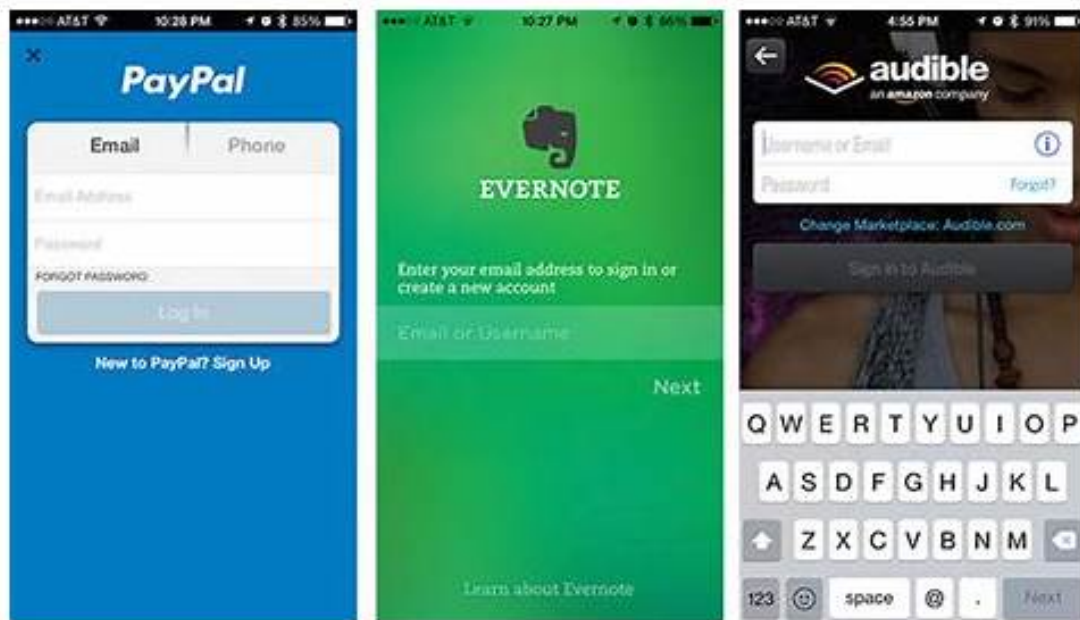 AT&T 10:28 PM 85%
PayPal
Email Phone
Email Address
Password
FORGOT PASSWORD
Log In
New to PayPal? Sign Up
AT&T 10:27 PM 86%
EVERNOTE
Enter your email address to sign in or
create a new account
Email or Username
Next
Learn about Evernote
AT&T 4:55 PM 91%
audible
an amazon company
Username or Email
Password Forgot?
Change Marketplace: Audible.com
Sign in to Audible
Q W E R T Y U I O P
A S D F G H J K L
Z X C V B N M
123 space @ . Next